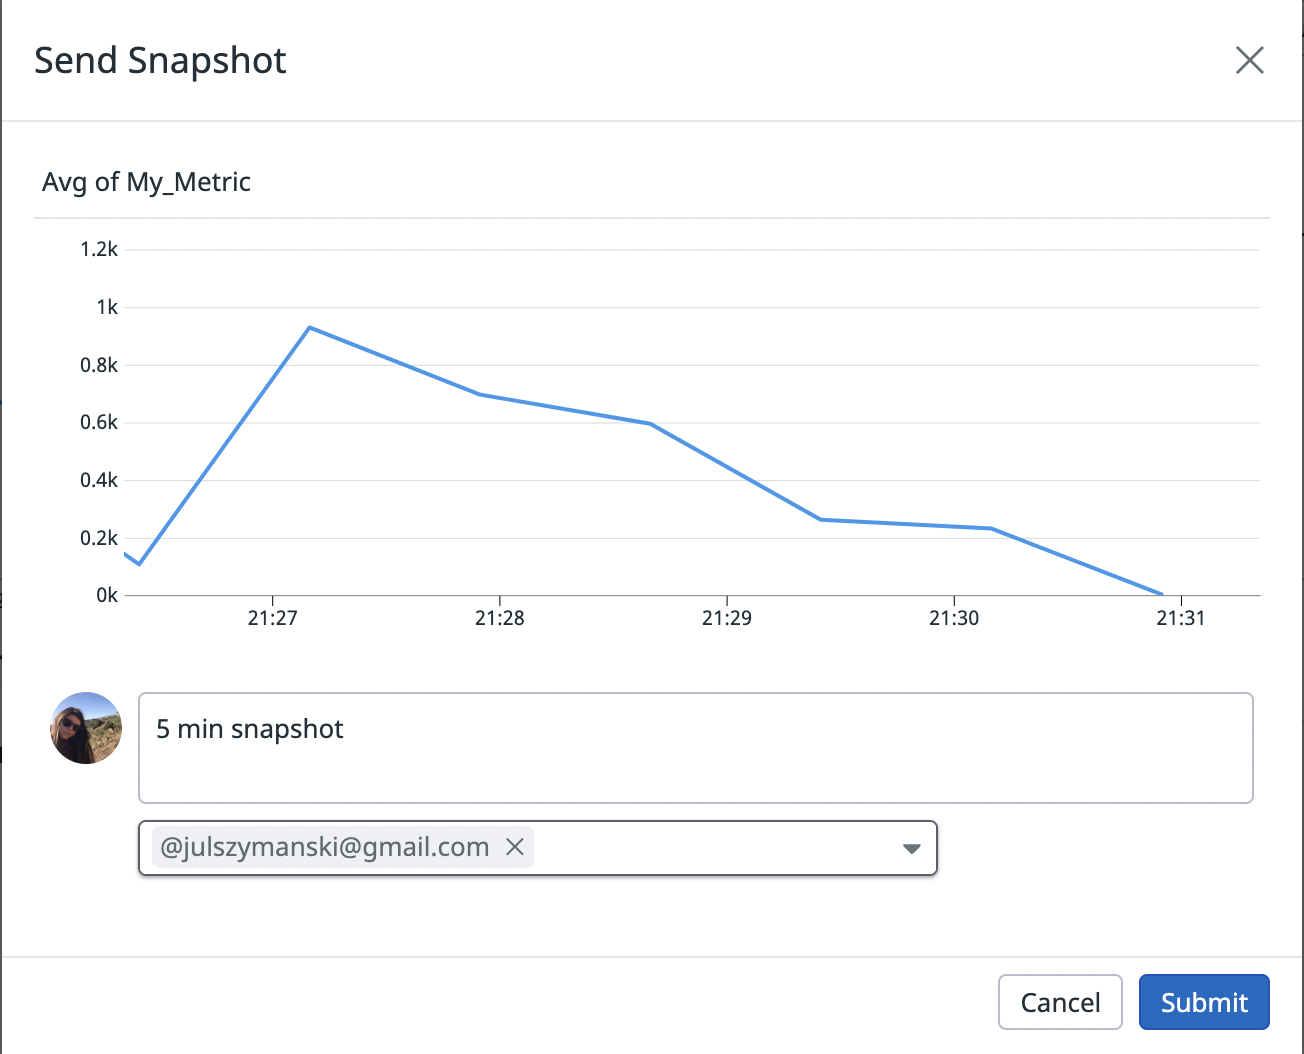 Send Snapshot
Avg of My_Metric
1.2k
1k
0.8k
0.6k
0.4k
0.2k
0k
21:27 21:28 21:29 21:30 21:31
5 min snapshot
@julszymanski@gmail.com
Cancel Submit